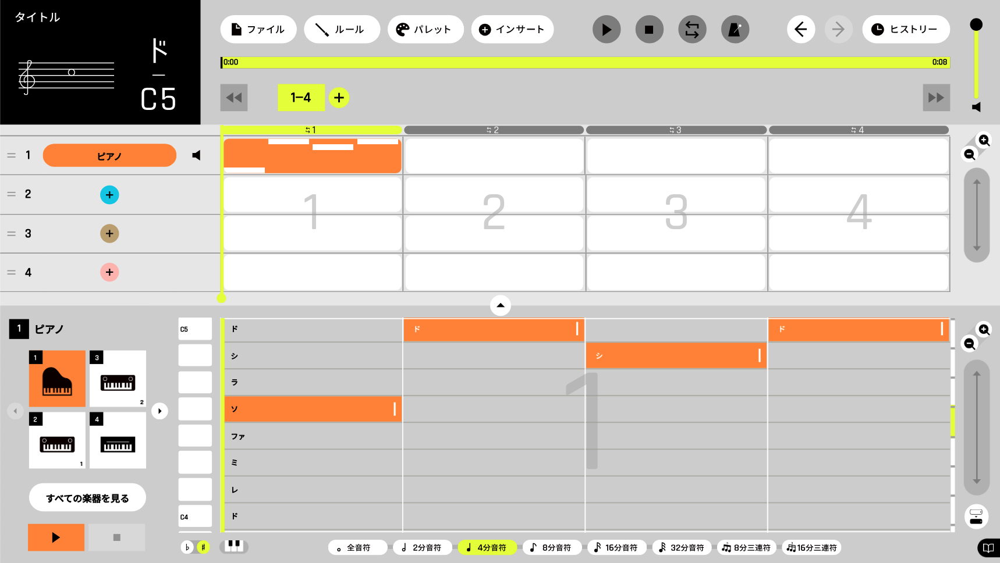 タイトル
ド
C5
ファイル
ルール
パレット
インサート
ヒストリー
0:00
0:08
1–4
1
2
3
4
1
ピアノ
2
3
4
1
2
3
4
1
ピアノ
1
3
2
2
1
4
すべての楽器を見る
C5
C4
ド
シ
ラ
ソ
ファ
ミ
レ
ド
ド
シ
ド
1
♭
♯
全音符
2分音符
4分音符
8分音符
16分音符
32分音符
8分三連符
16分三連符